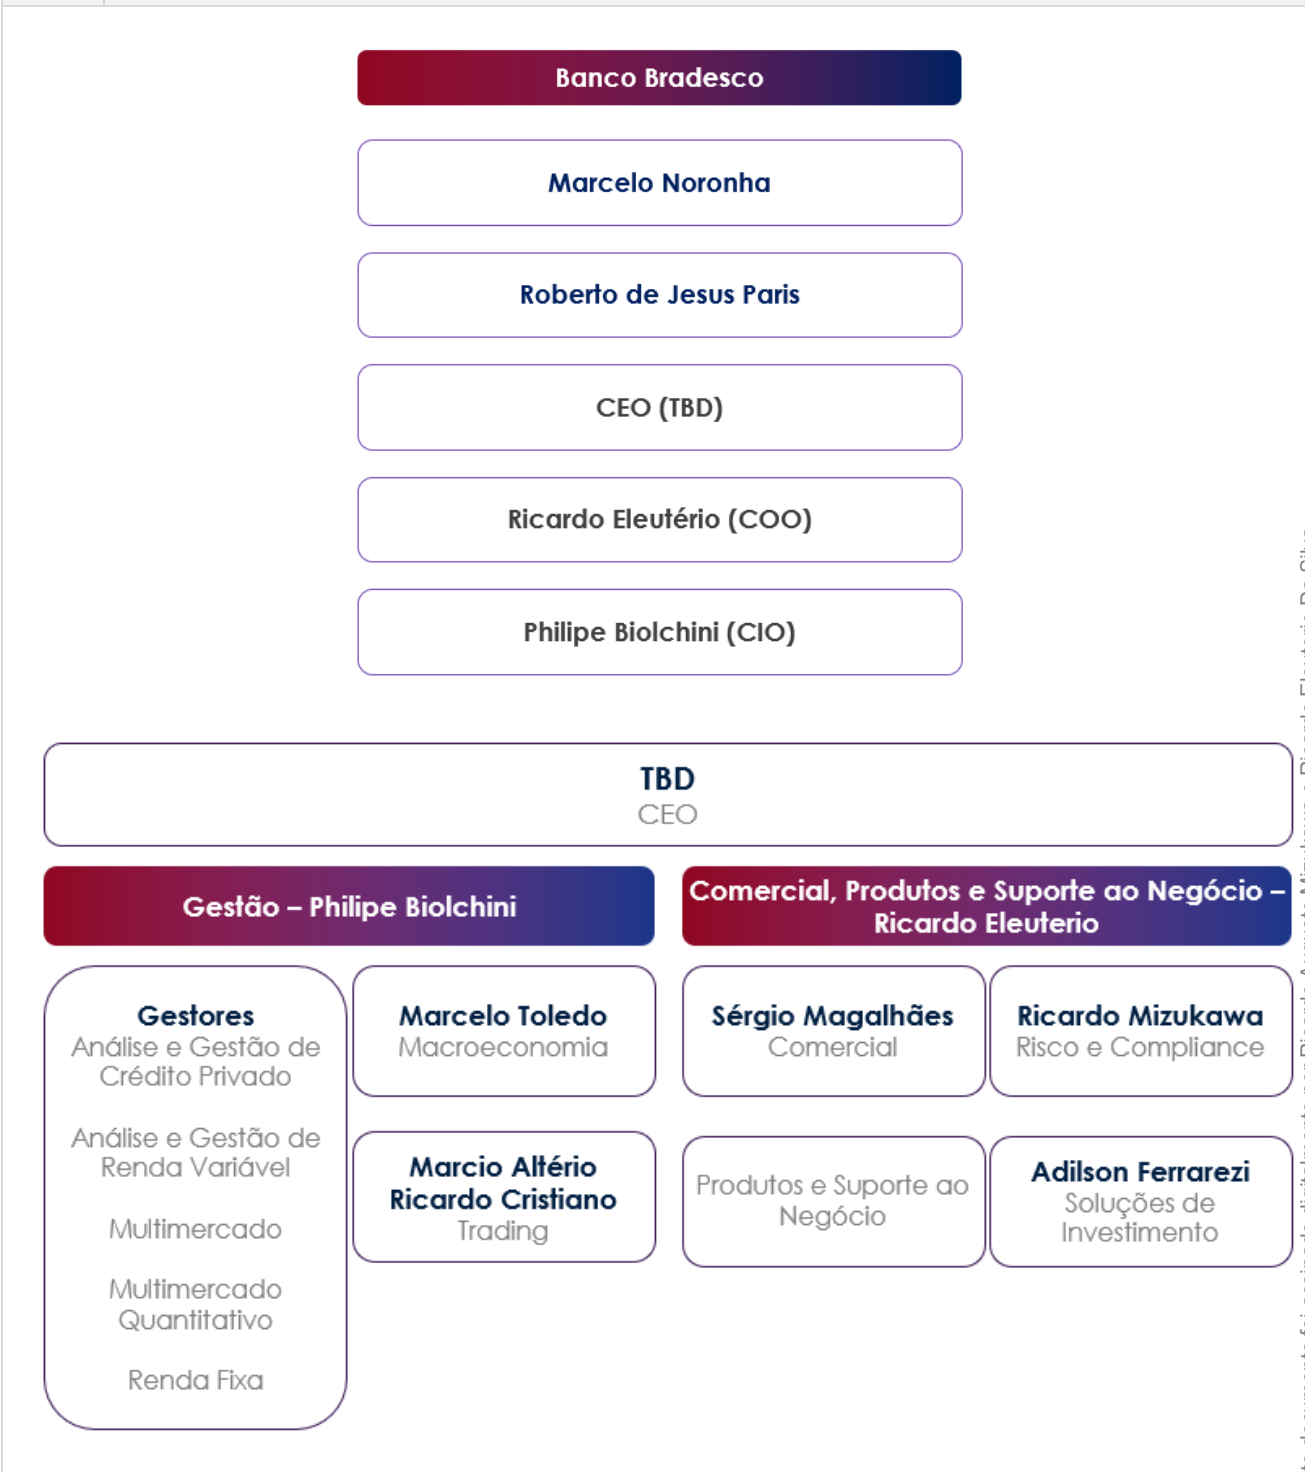 Banco Bradesco
Marcelo Noronha
Roberto de Jesus Paris
CEO (TBD)
Ricardo Eleutério (COO)
Philipe Biolchini (CIO)
TBD
CEO
Gestão – Philipe Biolchini
Comercial, Produtos e Suporte ao Negócio –
Ricardo Eleuterio
Gestores
Análise e Gestão de
Crédito Privado
Análise e Gestão de
Renda Variável
Multimercado
Multimercado
Quantitativo
Renda Fixa
Marcelo Toledo
Macroeconomia
Marcio Altério
Ricardo Cristiano
Trading
Sérgio Magalhães
Comercial
Ricardo Mizukawa
Risco e Compliance
Produtos e Suporte ao
Negócio
Adilson Ferrarezi
Soluções de
Investimento